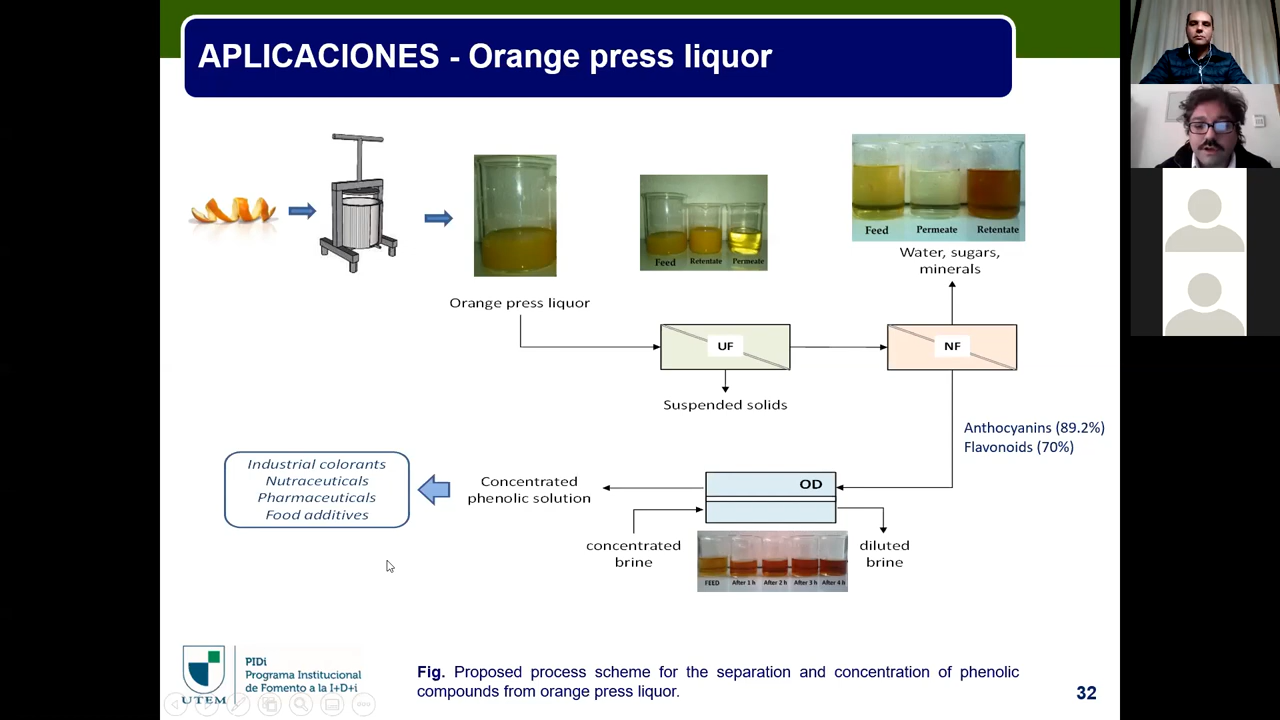 APLICACIONES - Orange press liquor
Feed
Retentate
Permeate
Feed
Permeate
Retentate
Water, sugars,
minerals
Orange press liquor
UF
NF
Suspended solids
Anthocyanins (89.2%)
Flavonoids (70%)
Industrial colorants
Nutraceuticals
Pharmaceuticals
Food additives
Concentrated
phenolic solution
OD
concentrated
brine
diluted
brine
FEED
After 1 h
After 2 h
After 3 h
After 4 h
UTEM
PIDi
Programa Institucional
de Fomento a la I+D+i
Fig. Proposed process scheme for the separation and concentration of phenolic
compounds from orange press liquor.
32